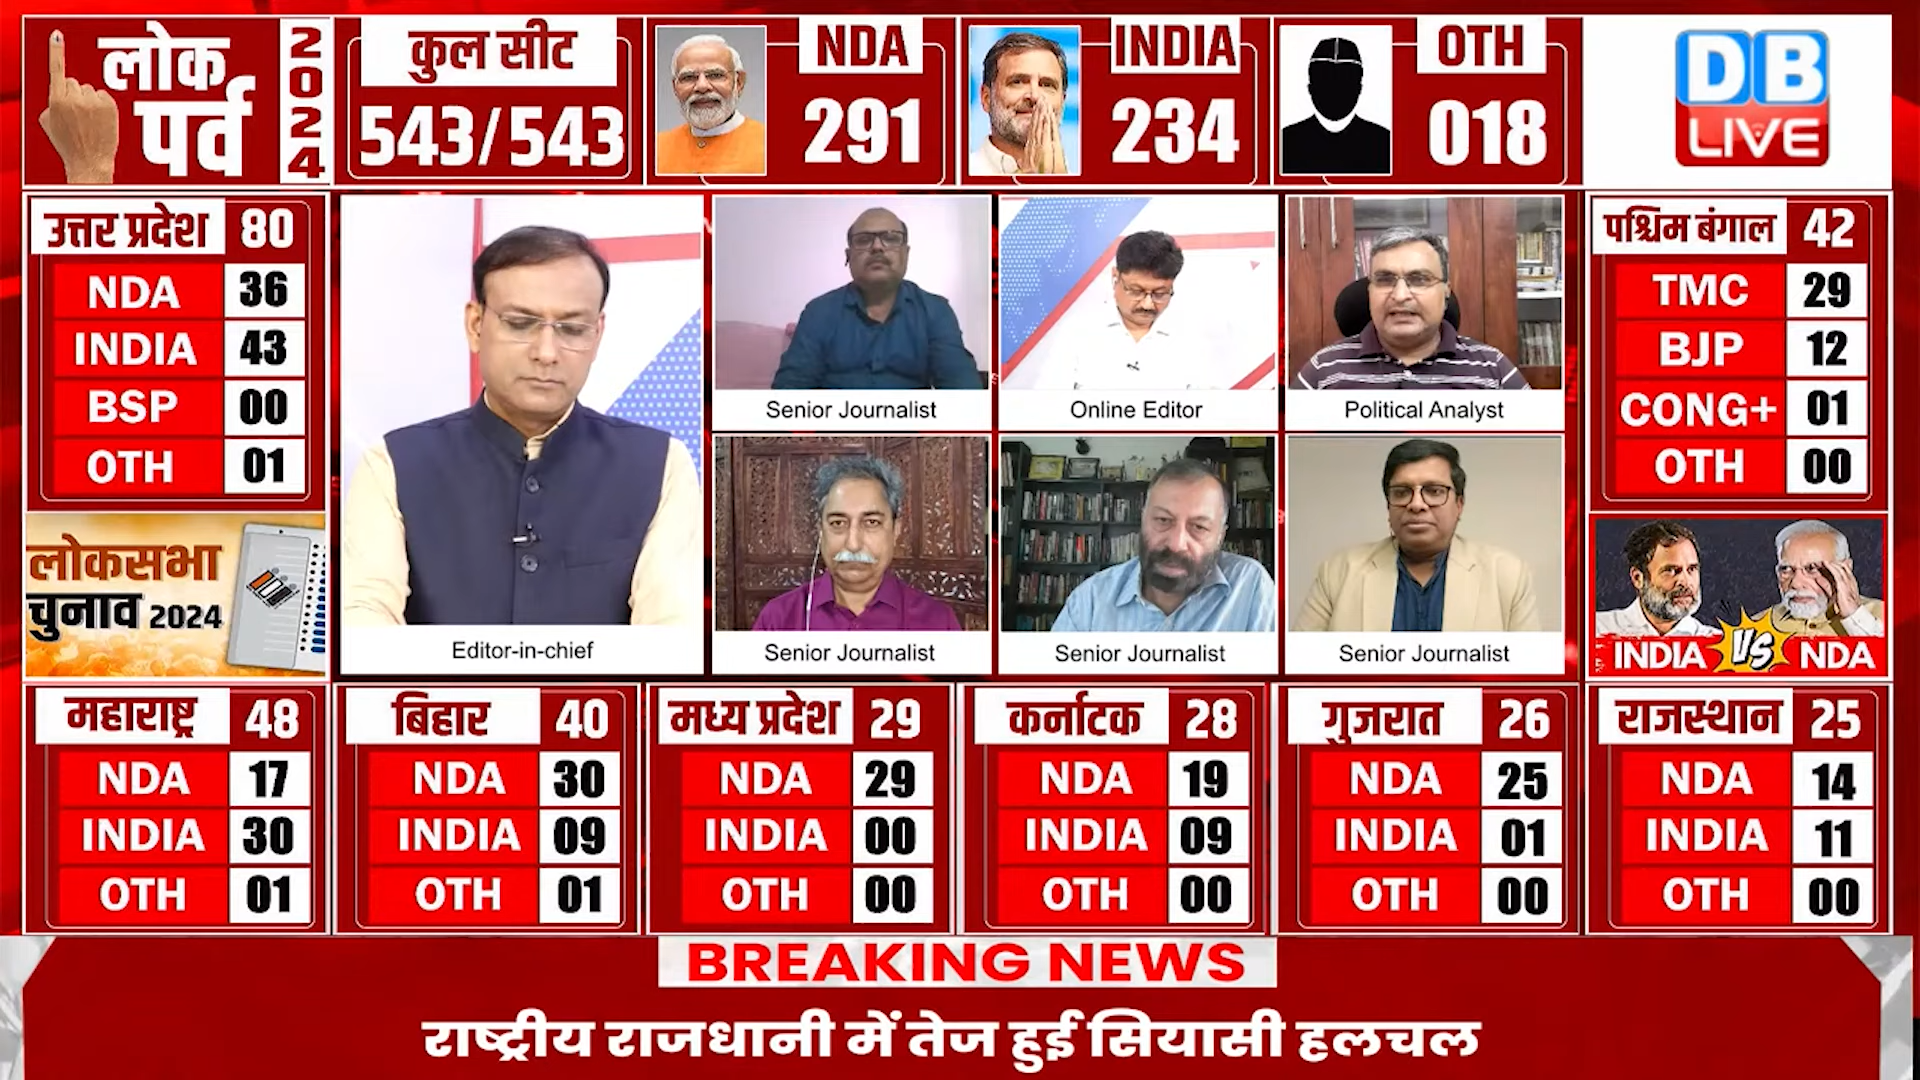 लोक पर्व 2024
कुल सीट
543/543
NDA
291
INDIA
234
OTH
018
DB
LIVE
उत्तर प्रदेश 80
NDA 36
INDIA 43
BSP 00
OTH 01
लोकसभा
चुनाव 2024
Editor-in-chief
Senior Journalist
Online Editor
Political Analyst
Senior Journalist
Senior Journalist
Senior Journalist
पश्चिम बंगाल 42
TMC 29
BJP 12
CONG+ 01
OTH 00
INDIA VS NDA
महाराष्ट्र 48
NDA 17
INDIA 30
OTH 01
बिहार 40
NDA 30
INDIA 09
OTH 01
मध्य प्रदेश 29
NDA 29
INDIA 00
OTH 00
कर्नाटक 28
NDA 19
INDIA 09
OTH 00
गुजरात 26
NDA 25
INDIA 01
OTH 00
राजस्थान 25
NDA 14
INDIA 11
OTH 00
BREAKING NEWS
राष्ट्रीय राजधानी में तेज हुई सियासी हलचल